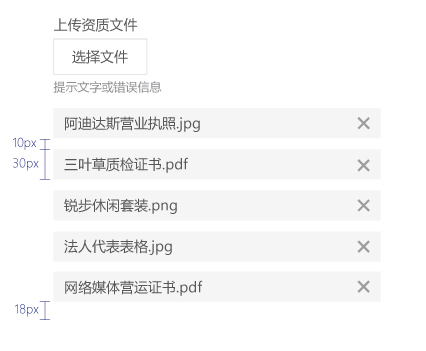 上传资质文件
选择文件
提示文字或错误信息
阿迪达斯营业执照.jpg
10px
三叶草质检证书.pdf
30px
锐步休闲套装.png
法人代表表格.jpg
网络媒体营运证书.pdf
18px